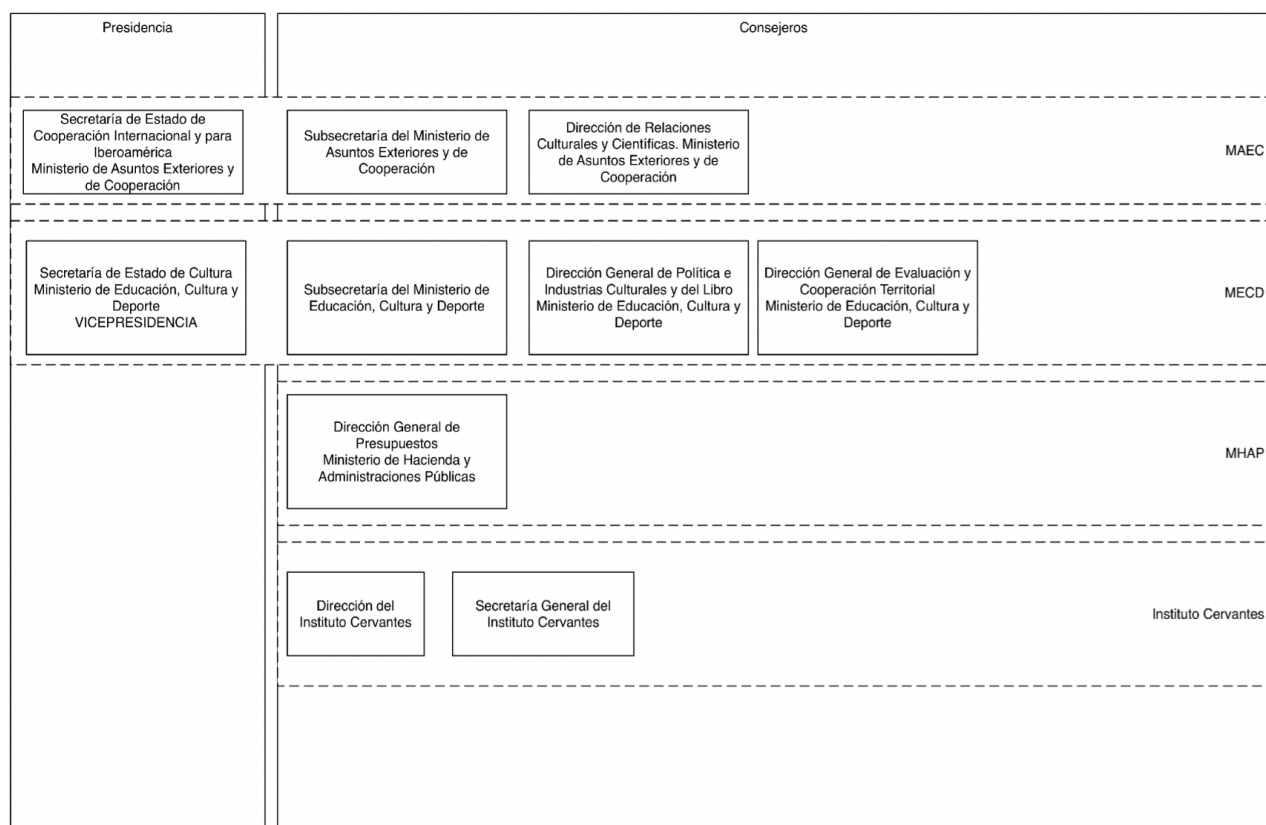 Presidencia
Consejeros
Secretaría de Estado de
Cooperación Internacional y para
Iberoamérica
Ministerio de Asuntos Exteriores y
de Cooperación
Subsecretaría del Ministerio de
Asuntos Exteriores y de
Cooperación
Dirección de Relaciones
Culturales y Científicas. Ministerio
de Asuntos Exteriores y de
Cooperación
MAEC
Secretaría de Estado de Cultura
Ministerio de Educación, Cultura y
Deporte
VICEPRESIDENCIA
Subsecretaría del Ministerio de
Educación, Cultura y Deporte
Dirección General de Política e
Industrias Culturales y del Libro
Ministerio de Educación, Cultura y
Deporte
Dirección General de Evaluación y
Cooperación Territorial
Ministerio de Educación, Cultura y
Deporte
MECD
Dirección General de
Presupuestos
Ministerio de Hacienda y
Administraciones Públicas
MHAP
Dirección del
Instituto Cervantes
Secretaría General del
Instituto Cervantes
Instituto Cervantes